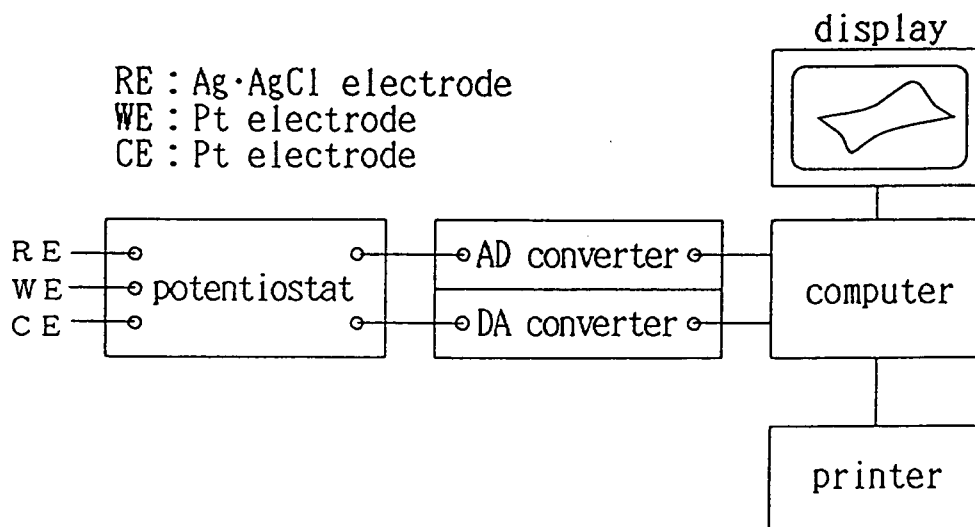 display
RE : Ag·AgCl electrode
WE : Pt electrode
CE : Pt electrode
RE
WE
CE
potentiostat
AD converter
DA converter
computer
printer